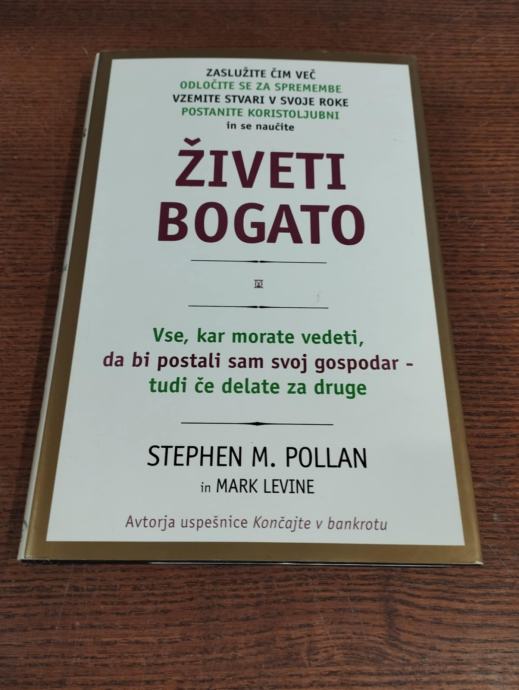 ZASLUŽITE ČIM VEČ
ODLOČITE SE ZA SPREMEMBE
VZEMITE STVARI V SVOJE ROKE
POSTANITE KORISTOLJUBNI
in se naučite
ŽIVETI
BOGATO
Vse, kar morate vedeti,
da bi postali sam svoj gospodar -
tudi če delate za druge
STEPHEN M. POLLAN
in MARK LEVINE
Avtorja uspešnice Končajte v bankrotu